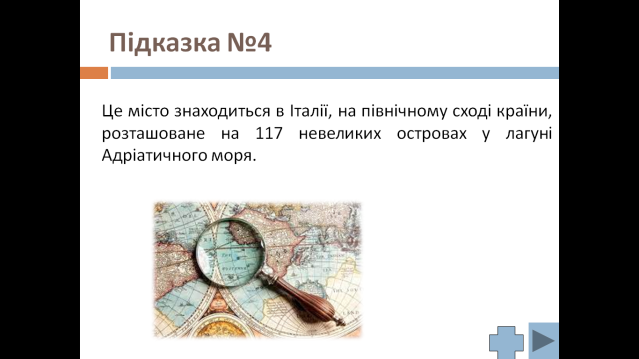 Підказка №4
Це місто знаходиться в Італії, на північному сході країни,
розташоване на 117 невеликих островах у лагуні
Адріатичного моря.